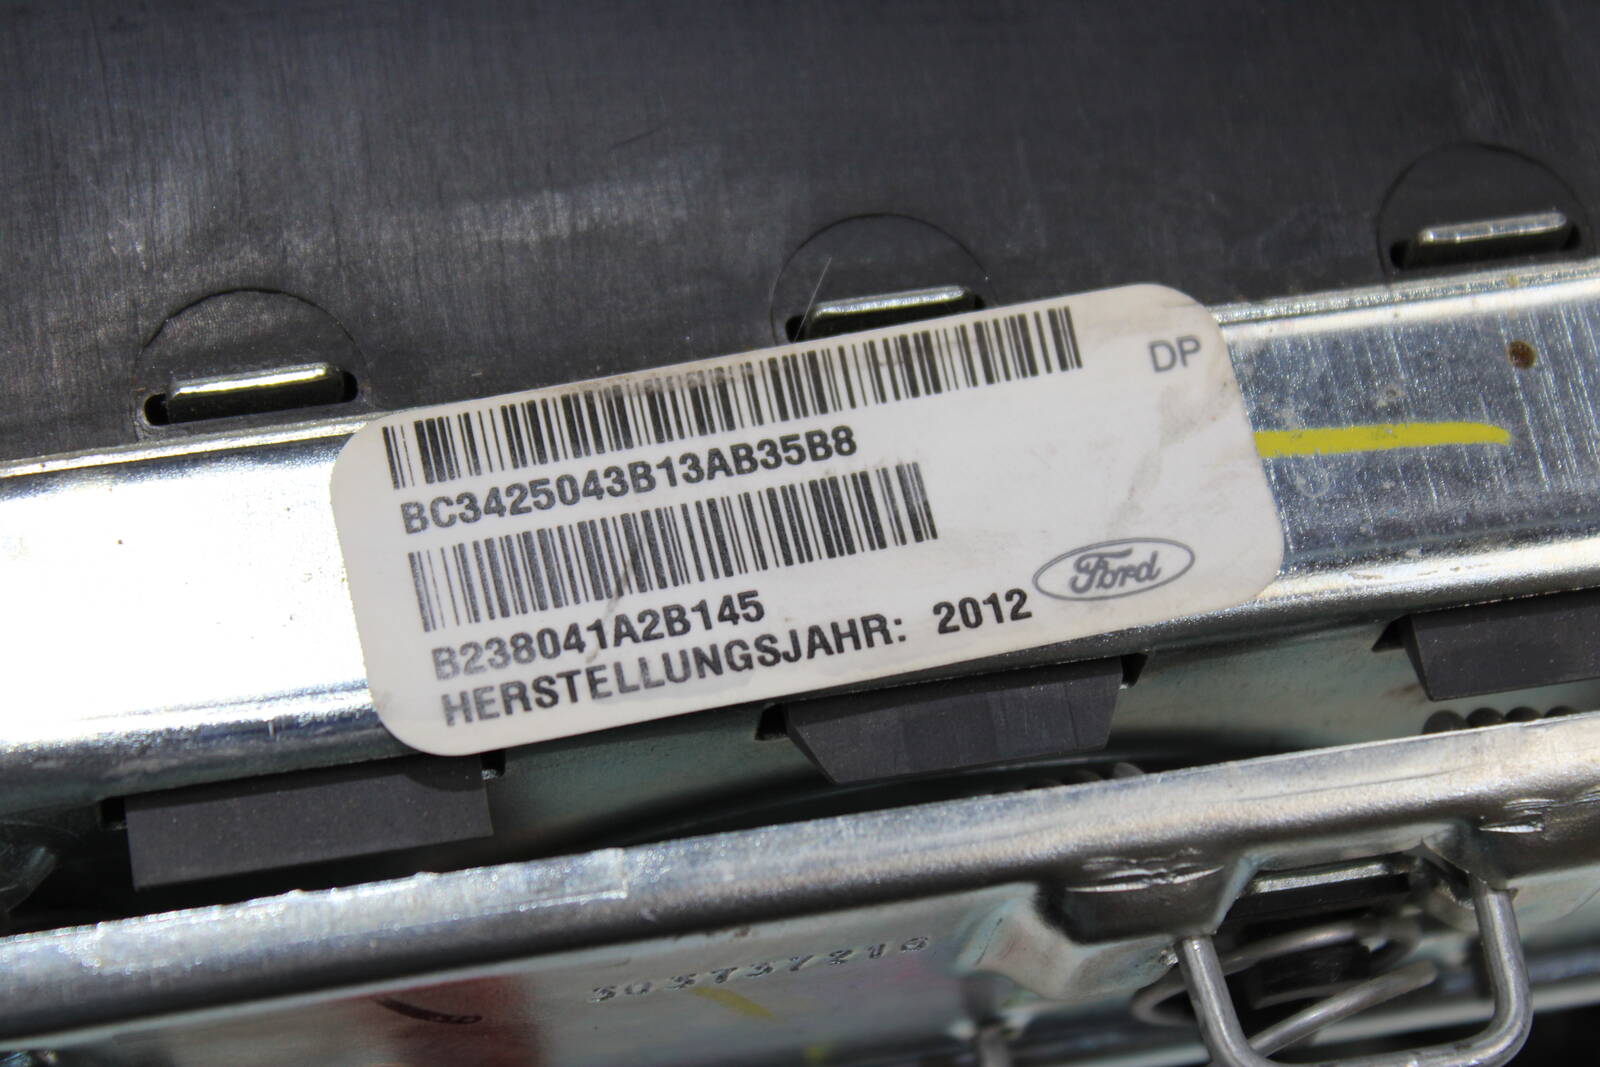 DP
BC3425043B13AB35B8
B238041A2B145
HERSTELLUNGSJAHR: 2012
Ford